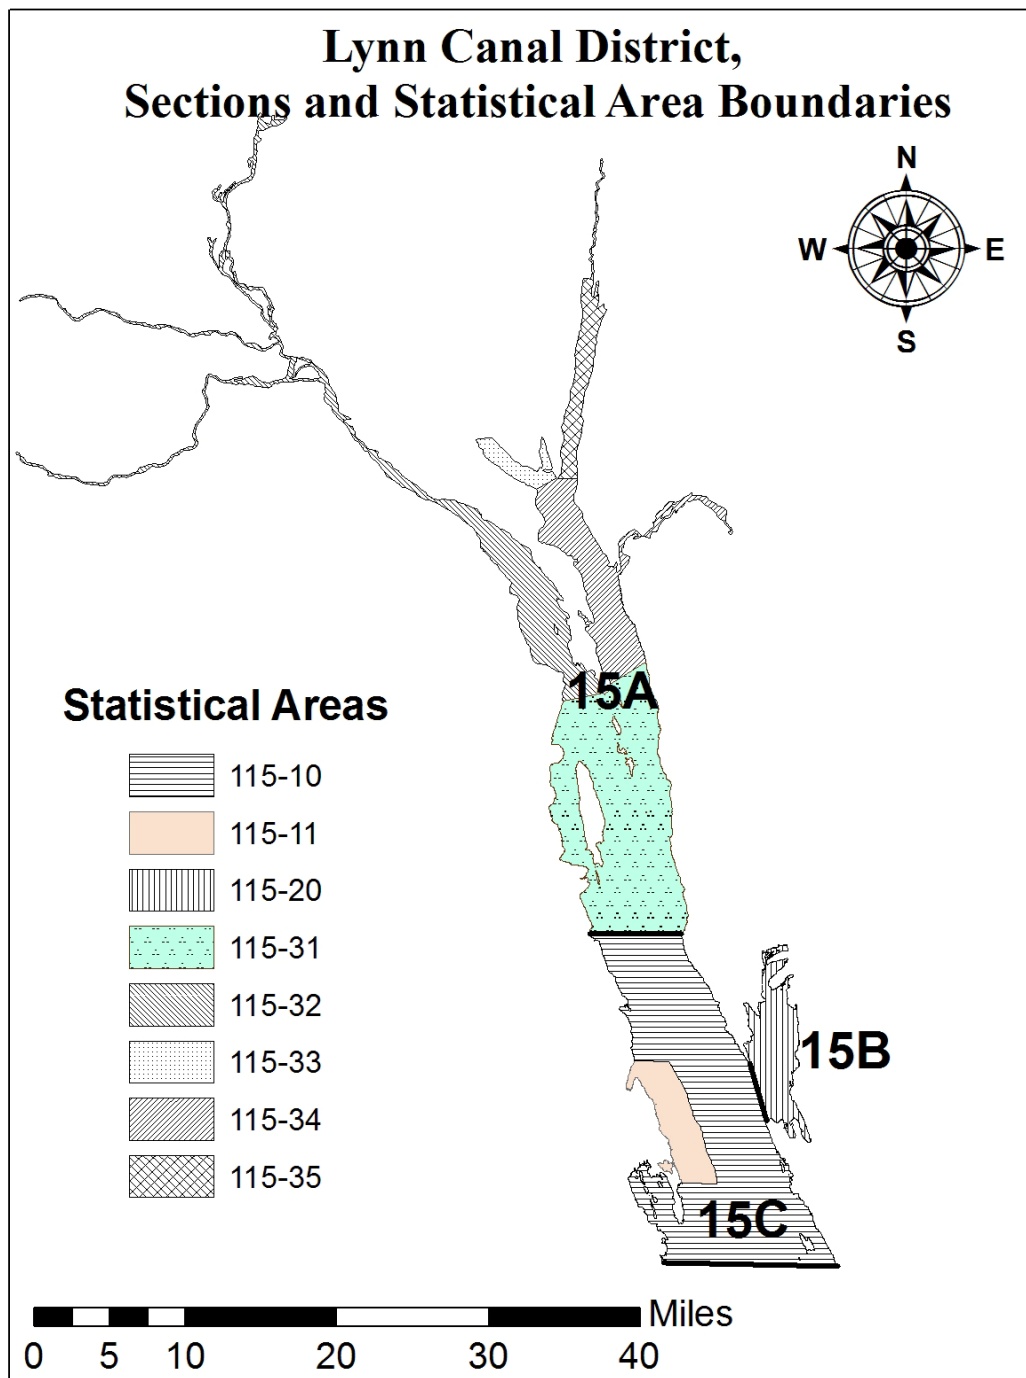 Lynn Canal District,
Sections and Statistical Area Boundaries
N
W
E
S
15A
Statistical Areas
115-10
115-11
115-20
115-31
115-32
115-33
115-34
115-35
15B
15C
Miles
0 5 10 20 30 40